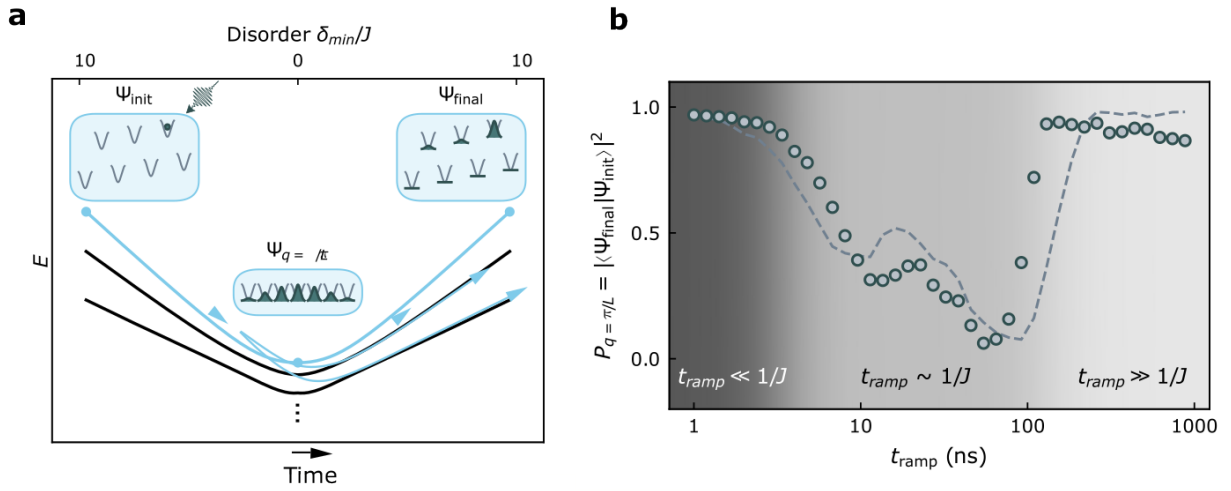 a
Disorder δmin/J
10 0 10
Ψinit
Ψfinal
E
Ψq =
Time
b
Pq = π/L = |⟨Ψfinal|Ψinit⟩|²
1.0
0.5
0.0
tramp ≪ 1/J
tramp ~ 1/J
tramp ≫ 1/J
1 10 100 1000
tramp (ns)